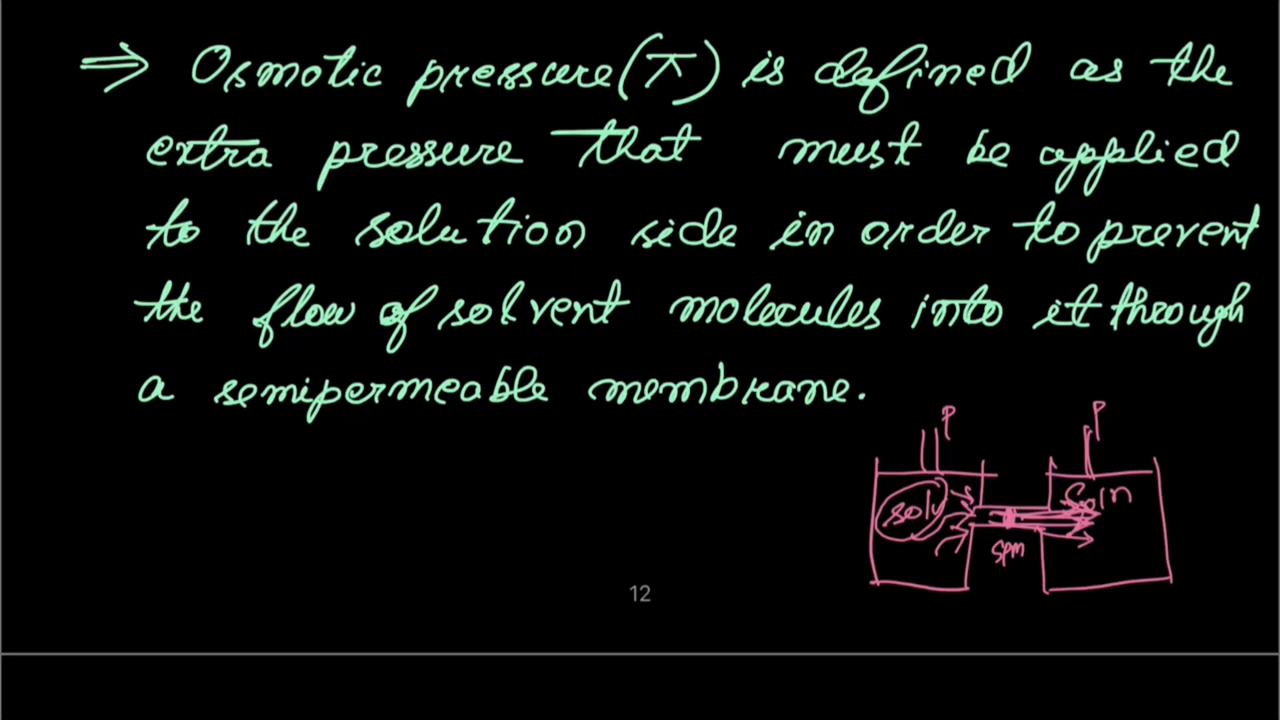 ⇒ Osmotic pressure (π) is defined as the
extra pressure that must be applied
to the solution side in order to prevent
the flow of solvent molecules into it through
a semipermeable membrane.
P P
solv Soln
spm
12